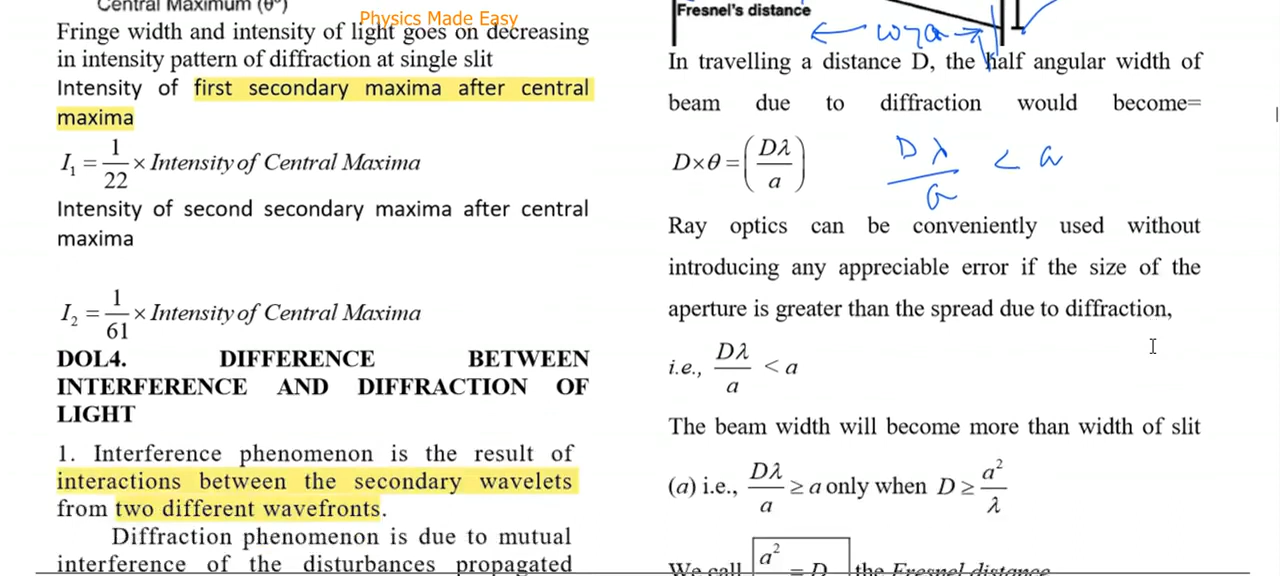 Central Maximum (θ°)
Physics Made Easy
Fringe width and intensity of light goes on decreasing
in intensity pattern of diffraction at single slit
Intensity of first secondary maxima after central
maxima
I₁ = 1/22 × Intensity of Central Maxima
Intensity of second secondary maxima after central
maxima
I₂ = 1/61 × Intensity of Central Maxima
DOL4. DIFFERENCE BETWEEN
INTERFERENCE AND DIFFRACTION OF
LIGHT
1. Interference phenomenon is the result of
interactions between the secondary wavelets
from two different wavefronts.
Diffraction phenomenon is due to mutual
interference of the disturbances propagated
Fresnel's distance
In travelling a distance D, the half angular width of
beam due to diffraction would become=
D×θ = (Dλ/a)
Dλ/a < a
Ray optics can be conveniently used without
introducing any appreciable error if the size of the
aperture is greater than the spread due to diffraction,
i.e., Dλ/a < a
The beam width will become more than width of slit
(a) i.e., Dλ/a ≥ a only when D ≥ a²/λ
We call a² = D the Fresnel distance